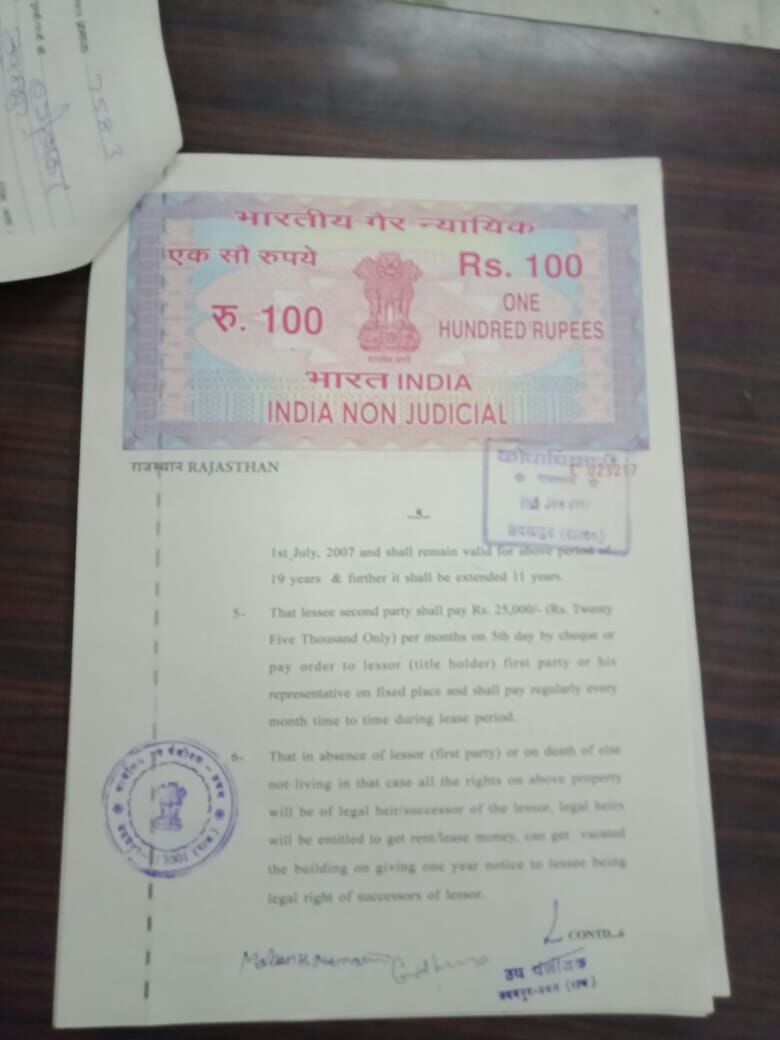 7583
भारतीय गैर न्यायिक
एक सौ रुपये
Rs. 100
रु. 100
ONE
HUNDRED RUPEES
भारत INDIA
INDIA NON JUDICIAL
राजस्थान RAJASTHAN
कोषाधिकारी
023217
उदयपुर
1st July, 2007 and shall remain valid for above period of
19 years & further it shall be extended 11 years.
5- That lessee second party shall pay Rs. 25,000/- (Rs. Twenty
Five Thousand Only) per months on 5th day by cheque or
pay order to lessor (title holder) first party or his
representative on fixed place and shall pay regularly every
month time to time during lease period.
6- That in absence of lessor (first party) or on death of else
not living in that case all the rights on above property
will be of legal heir/successor of the lessor, legal heirs
will be entitled to get rent/lease money, can get vacated
the building on giving one year notice to lessee being
legal right of successors of lessor.
CONTD..6
उप पंजीयक
उदयपुर-प्रथम (राज)